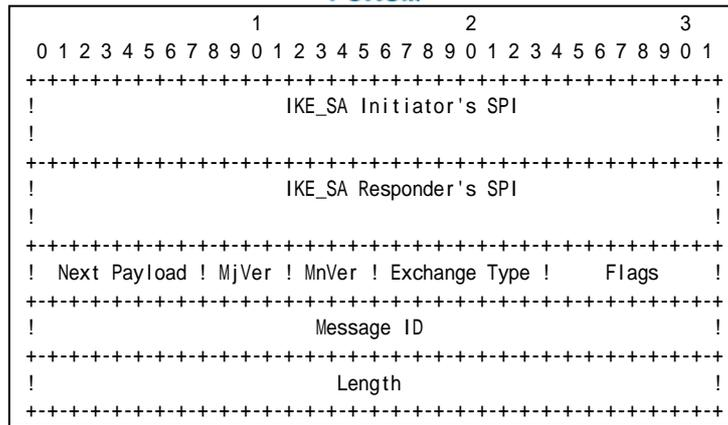 1                   2                   3
 0 1 2 3 4 5 6 7 8 9 0 1 2 3 4 5 6 7 8 9 0 1 2 3 4 5 6 7 8 9 0 1
+-+-+-+-+-+-+-+-+-+-+-+-+-+-+-+-+-+-+-+-+-+-+-+-+-+-+-+-+-+-+-+-+
!                       IKE_SA Initiator's SPI                  !
!                                                               !
+-+-+-+-+-+-+-+-+-+-+-+-+-+-+-+-+-+-+-+-+-+-+-+-+-+-+-+-+-+-+-+-+
!                       IKE_SA Responder's SPI                  !
!                                                               !
+-+-+-+-+-+-+-+-+-+-+-+-+-+-+-+-+-+-+-+-+-+-+-+-+-+-+-+-+-+-+-+-+
!  Next Payload ! MjVer ! MnVer ! Exchange Type !     Flags     !
+-+-+-+-+-+-+-+-+-+-+-+-+-+-+-+-+-+-+-+-+-+-+-+-+-+-+-+-+-+-+-+-+
!                          Message ID                           !
+-+-+-+-+-+-+-+-+-+-+-+-+-+-+-+-+-+-+-+-+-+-+-+-+-+-+-+-+-+-+-+-+
!                            Length                             !
+-+-+-+-+-+-+-+-+-+-+-+-+-+-+-+-+-+-+-+-+-+-+-+-+-+-+-+-+-+-+-+-+